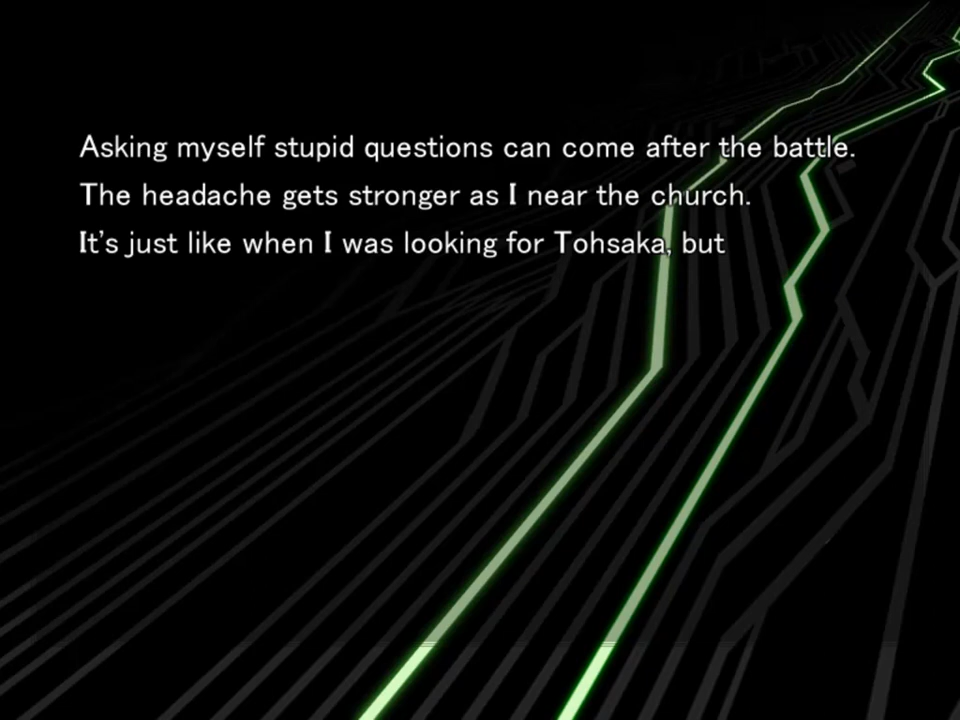 Asking myself stupid questions can come after the battle.
The headache gets stronger as I near the church.
It's just like when I was looking for Tohsaka, but